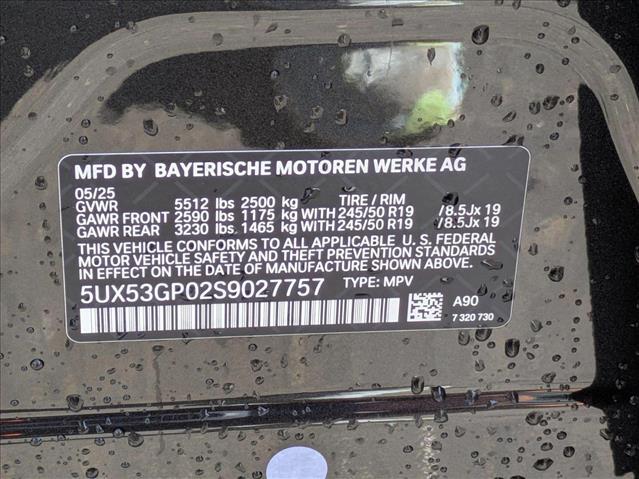 MFD BY BAYERISCHE MOTOREN WERKE AG
05/25
GVWR 5512 lbs 2500 kg TIRE / RIM
GAWR FRONT 2590 lbs 1175 kg WITH 245/50 R19 /8.5Jx 19
GAWR REAR 3230 lbs 1465 kg WITH 245/50 R19 /8.5Jx 19
THIS VEHICLE CONFORMS TO ALL APPLICABLE U. S. FEDERAL
MOTOR VEHICLE SAFETY AND THEFT PREVENTION STANDARDS
IN EFFECT ON THE DATE OF MANUFACTURE SHOWN ABOVE.
5UX53GP02S9027757 TYPE: MPV
A90
7 320 730